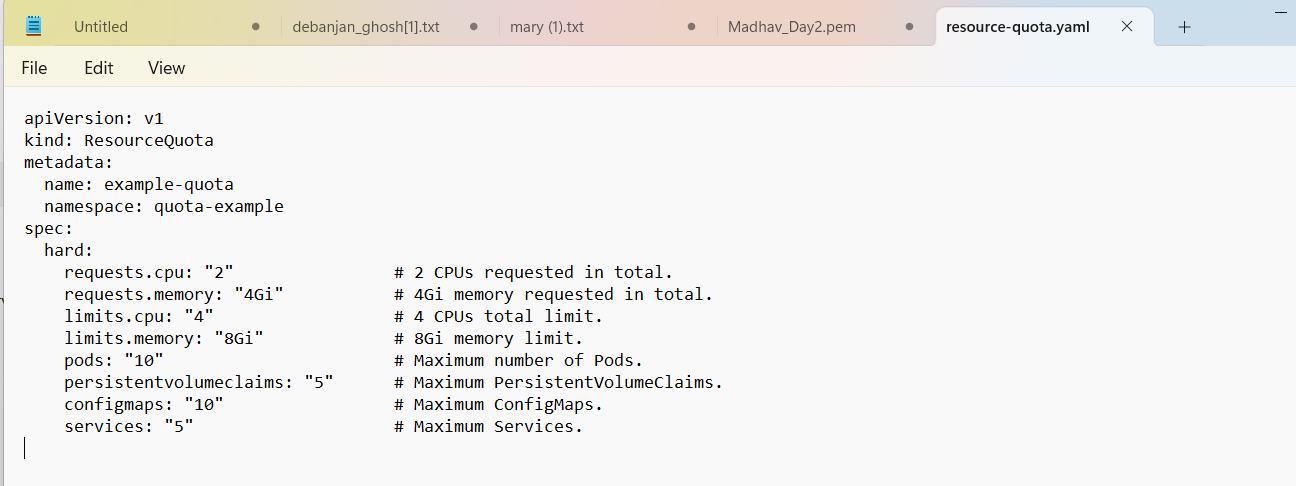 Untitled
debanjan_ghosh[1].txt
mary (1).txt
Madhav_Day2.pem
resource-quota.yaml
File Edit View
apiVersion: v1
kind: ResourceQuota
metadata:
  name: example-quota
  namespace: quota-example
spec:
  hard:
    requests.cpu: "2"                # 2 CPUs requested in total.
    requests.memory: "4Gi"           # 4Gi memory requested in total.
    limits.cpu: "4"                  # 4 CPUs total limit.
    limits.memory: "8Gi"             # 8Gi memory limit.
    pods: "10"                       # Maximum number of Pods.
    persistentvolumeclaims: "5"      # Maximum PersistentVolumeClaims.
    configmaps: "10"                 # Maximum ConfigMaps.
    services: "5"                    # Maximum Services.